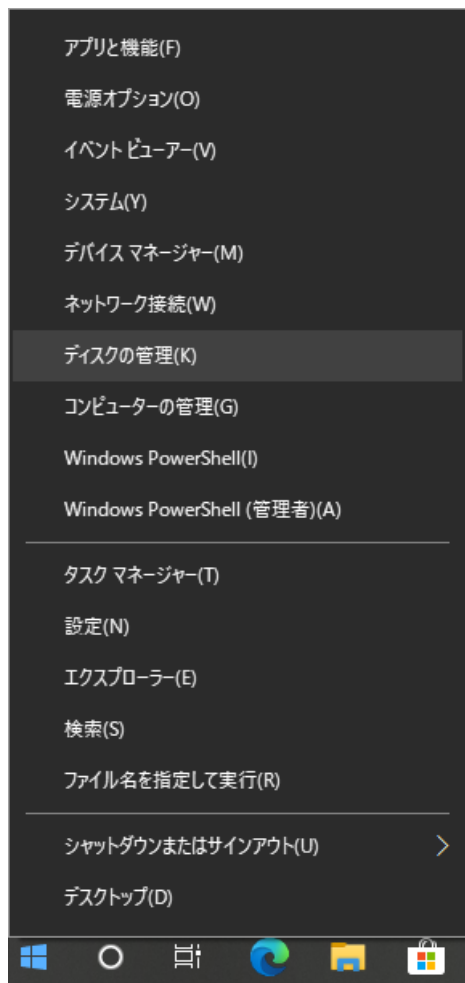 アプリと機能(F)
電源オプション(O)
イベント ビューアー(V)
システム(Y)
デバイス マネージャー(M)
ネットワーク接続(W)
ディスクの管理(K)
コンピューターの管理(G)
Windows PowerShell(I)
Windows PowerShell (管理者)(A)
タスク マネージャー(T)
設定(N)
エクスプローラー(E)
検索(S)
ファイル名を指定して実行(R)
シャットダウンまたはサインアウト(U)
デスクトップ(D)